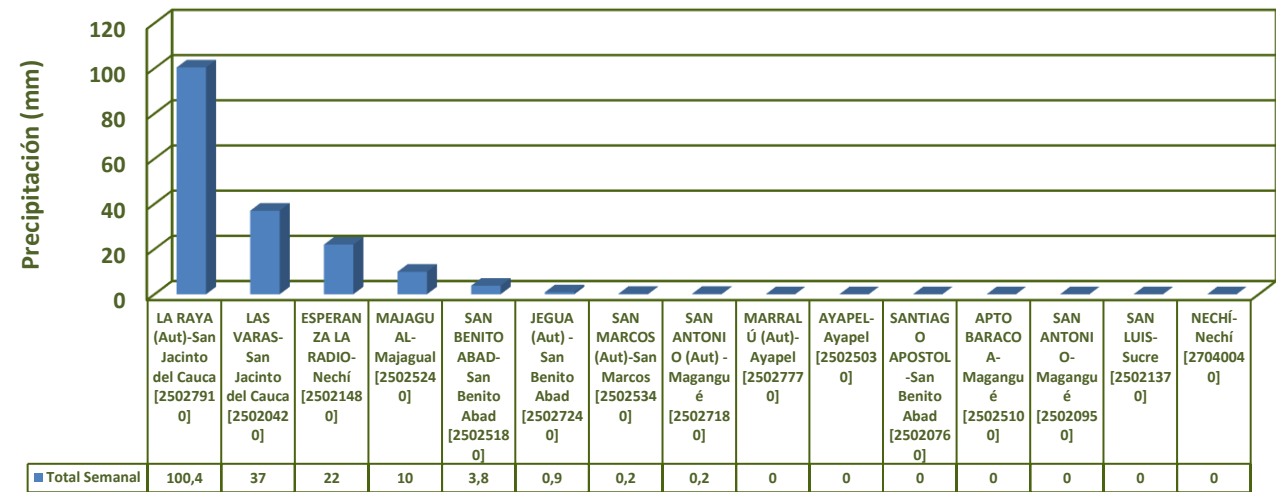 Precipitación (mm)
120
100
80
60
40
20
0
LA RAYA
(Aut)-San
Jacinto
del Cauca
[2502791
0]
LAS
VARAS-
San
Jacinto
del Cauca
[2502042
0]
ESPERAN
ZA LA
RADIO-
Nechí
[2502148
0]
MAJAGU
AL-
Majagual
[2502524
0]
SAN
BENITO
ABAD-
San
Benito
Abad
[2502518
0]
JEGUA
(Aut) -
San
Benito
Abad
[2502724
0]
SAN
MARCOS
(Aut)-San
Marcos
[2502534
0]
SAN
ANTONI
O (Aut) -
Magangu
é
[2502718
0]
MARRAL
Ú (Aut)-
Ayapel
[2502777
0]
AYAPEL-
Ayapel
[2502503
0]
SANTIAG
O
APOSTOL
-San
Benito
Abad
[2502076
0]
APTO
BARACO
A-
Magangu
é
[2502510
0]
SAN
ANTONI
O-
Magangu
é
[2502095
0]
SAN
LUIS-
Sucre
[2502137
0]
NECHÍ-
Nechí
[2704004
0]
Total Semanal 100,4 37 22 10 3,8 0,9 0,2 0,2 0 0 0 0 0 0 0